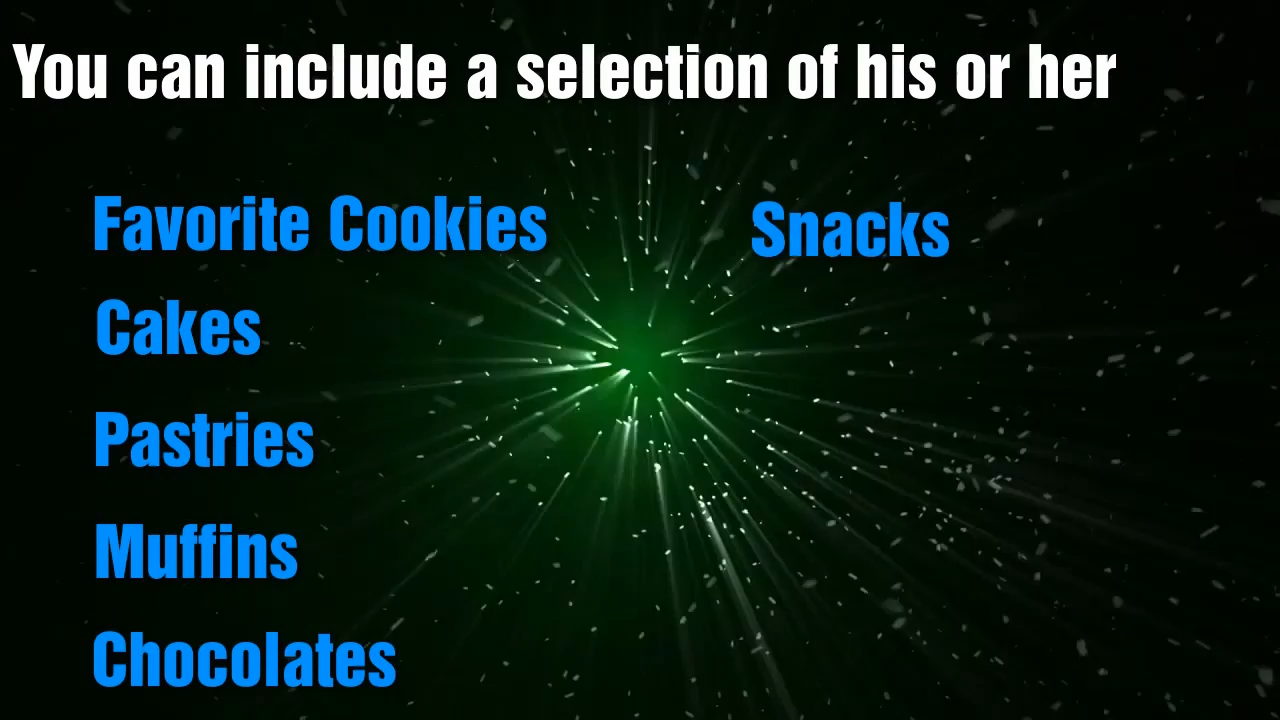 You can include a selection of his or her
Favorite Cookies
Cakes
Pastries
Muffins
Chocolates
Snacks